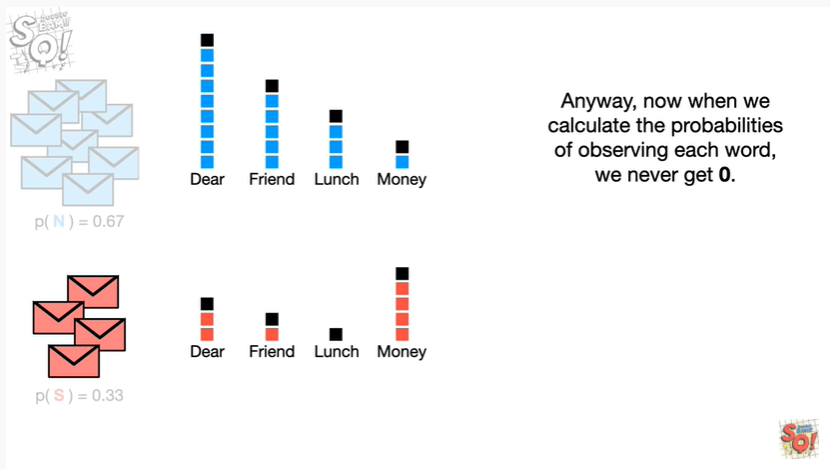 SQ!
Dear Friend Lunch Money
Anyway, now when we
calculate the probabilities
of observing each word,
we never get 0.
p( N ) = 0.67
Dear Friend Lunch Money
p( S ) = 0.33
SQ!